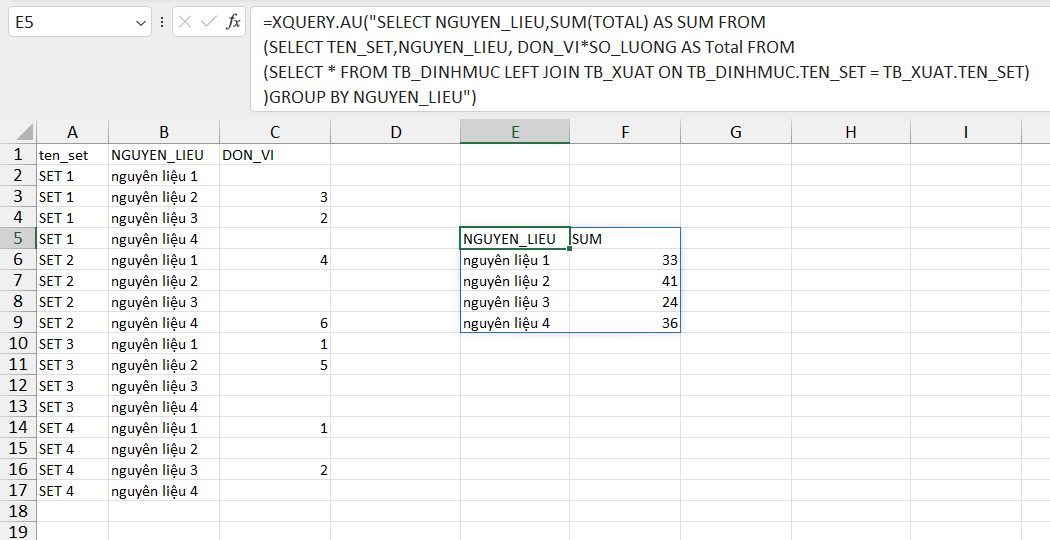 E5
fx
=XQUERY.AU("SELECT NGUYEN_LIEU,SUM(TOTAL) AS SUM FROM
(SELECT TEN_SET,NGUYEN_LIEU, DON_VI*SO_LUONG AS Total FROM
(SELECT * FROM TB_DINHMUC LEFT JOIN TB_XUAT ON TB_DINHMUC.TEN_SET = TB_XUAT.TEN_SET)
)GROUP BY NGUYEN_LIEU")
A B C D E F G H I
1 ten_set NGUYEN_LIEU DON_VI
2 SET 1 nguyên liệu 1
3 SET 1 nguyên liệu 2 3
4 SET 1 nguyên liệu 3 2
5 SET 1 nguyên liệu 4 NGUYEN_LIEU SUM
6 SET 2 nguyên liệu 1 4 nguyên liệu 1 33
7 SET 2 nguyên liệu 2 nguyên liệu 2 41
8 SET 2 nguyên liệu 3 nguyên liệu 3 24
9 SET 2 nguyên liệu 4 6 nguyên liệu 4 36
10 SET 3 nguyên liệu 1 1
11 SET 3 nguyên liệu 2 5
12 SET 3 nguyên liệu 3
13 SET 3 nguyên liệu 4
14 SET 4 nguyên liệu 1 1
15 SET 4 nguyên liệu 2
16 SET 4 nguyên liệu 3 2
17 SET 4 nguyên liệu 4
18
19